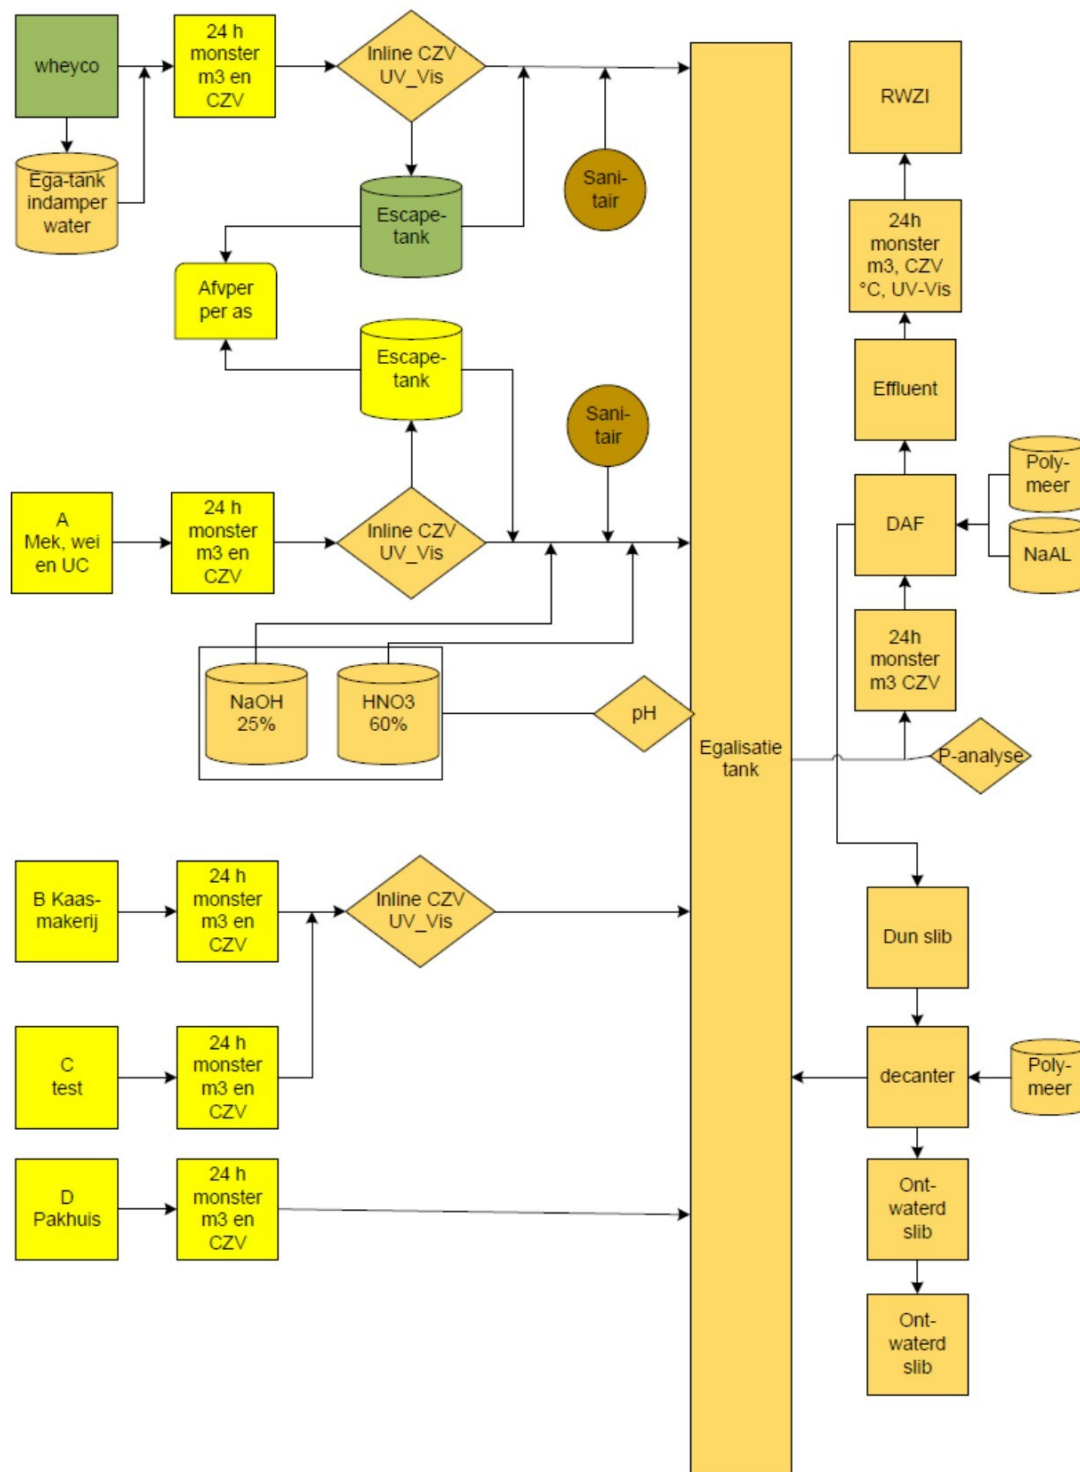 wheyco
24 h
monster
m3 en
CZV
Inline CZV
UV_Vis
Ega-tank
indamper
water
Escape-
tank
Sani-
tair
Afvper
per as
Escape-
tank
Sani-
tair
A
Mek, wei
en UC
24 h
monster
m3 en
CZV
Inline CZV
UV_Vis
NaOH
25%
HNO3
60%
pH
Egalisatie
tank
B Kaas-
makerij
24 h
monster
m3 en
CZV
Inline CZV
UV_Vis
C
test
24 h
monster
m3 en
CZV
D
Pakhuis
24 h
monster
m3 en
CZV
RWZI
24h
monster
m3, CZV
°C, UV-Vis
Effluent
DAF
Poly-
meer
NaAL
24h
monster
m3 CZV
P-analyse
Dun slib
decanter
Poly-
meer
Ont-
waterd
slib
Ont-
waterd
slib